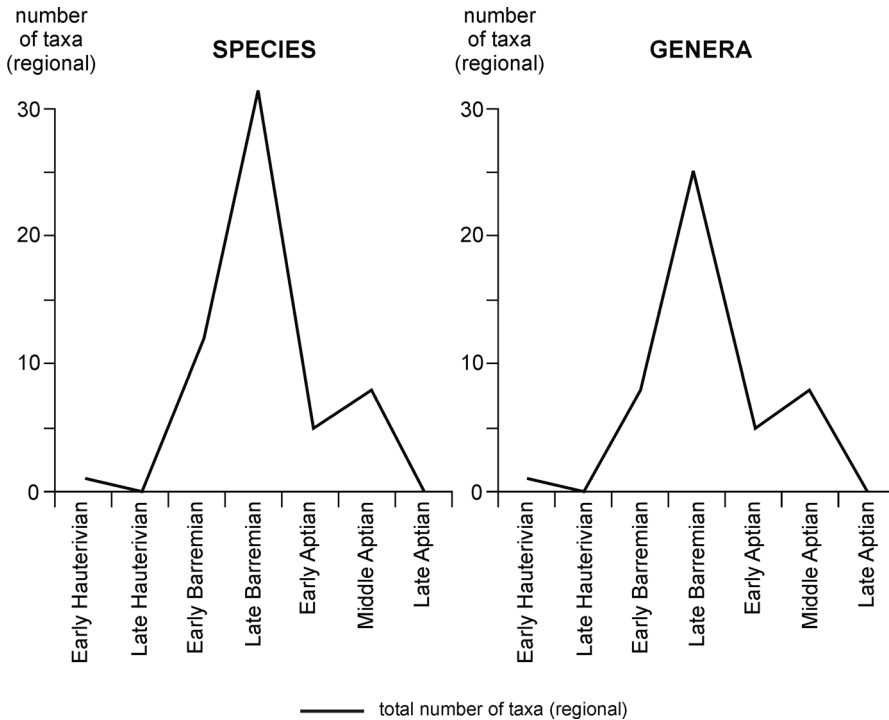 number
of taxa
(regional)
SPECIES
30
20
10
0
Early Hauterivian
Late Hauterivian
Early Barremian
Late Barremian
Early Aptian
Middle Aptian
Late Aptian
number
of taxa
(regional)
GENERA
30
20
10
0
Early Hauterivian
Late Hauterivian
Early Barremian
Late Barremian
Early Aptian
Middle Aptian
Late Aptian
total number of taxa (regional)